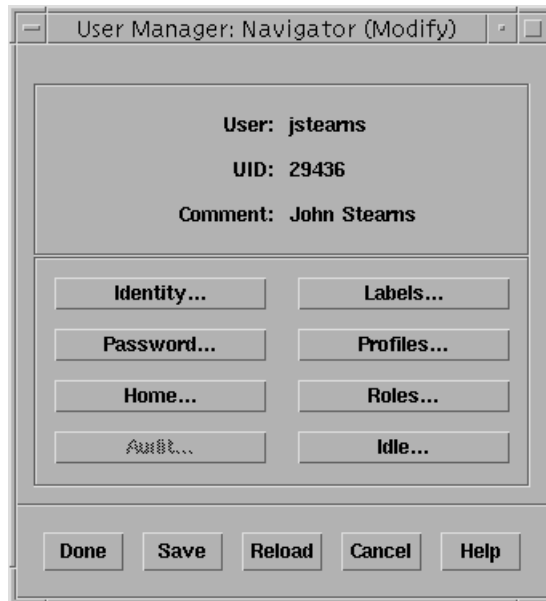 User Manager: Navigator (Modify)
User: jstearns
UID: 29436
Comment: John Stearns
Identity... Labels...
Password... Profiles...
Home... Roles...
Audit... Idle...
Done Save Reload Cancel Help